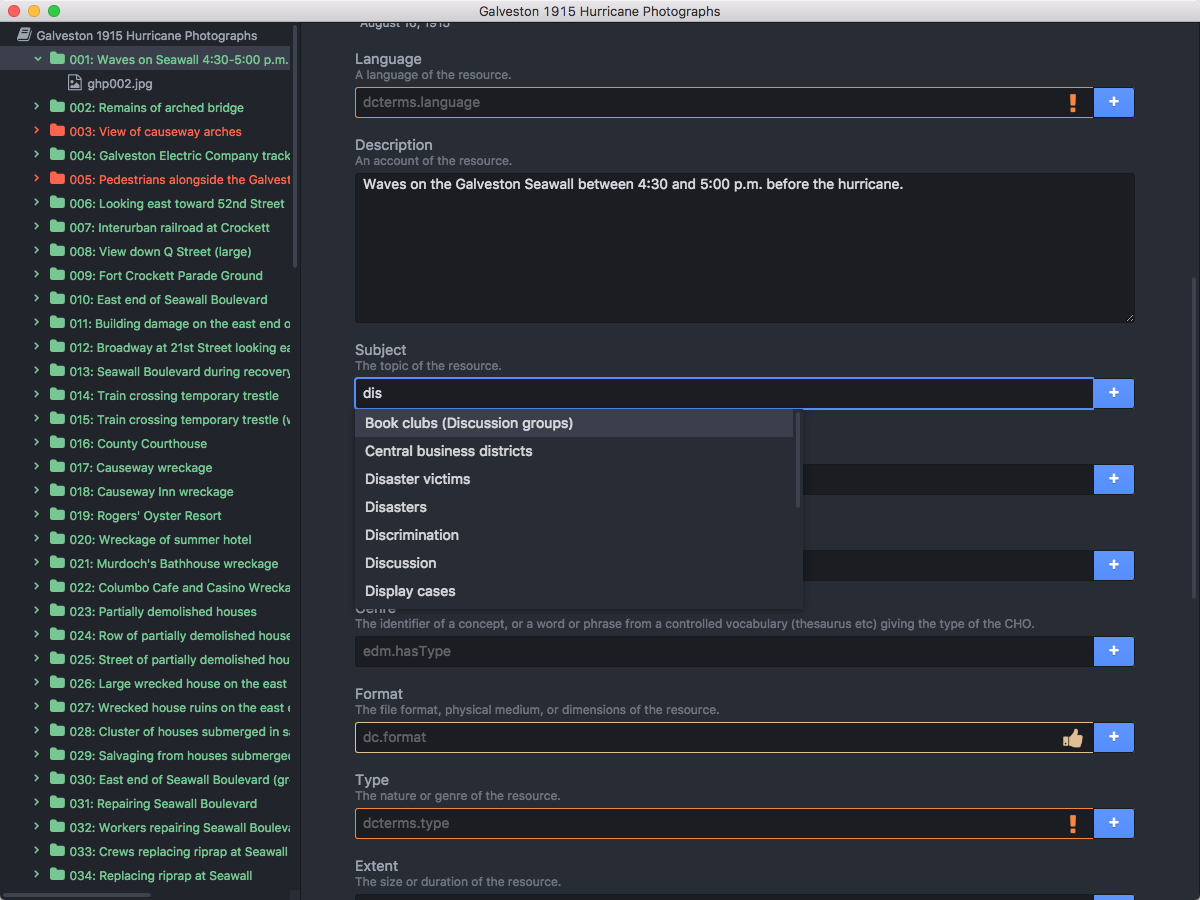 Galveston 1915 Hurricane Photographs
Galveston 1915 Hurricane Photographs
001: Waves on Seawall 4:30-5:00 p.m.
ghp002.jpg
002: Remains of arched bridge
003: View of causeway arches
004: Galveston Electric Company track
005: Pedestrians alongside the Galvest
006: Looking east toward 52nd Street
007: Interurban railroad at Crockett
008: View down Q Street (large)
009: Fort Crockett Parade Ground
010: East end of Seawall Boulevard
011: Building damage on the east end o
012: Broadway at 21st Street looking ea
013: Seawall Boulevard during recovery
014: Train crossing temporary trestle
015: Train crossing temporary trestle (v
016: County Courthouse
017: Causeway wreckage
018: Causeway Inn wreckage
019: Rogers' Oyster Resort
020: Wreckage of summer hotel
021: Murdoch's Bathhouse wreckage
022: Columbo Cafe and Casino Wrecka
023: Partially demolished houses
024: Row of partially demolished house
025: Street of partially demolished hou
026: Large wrecked house on the east
027: Wrecked house ruins on the east e
028: Cluster of houses submerged in sa
029: Salvaging from houses submerged
030: East end of Seawall Boulevard (gr
031: Repairing Seawall Boulevard
032: Workers repairing Seawall Bouleva
033: Crews replacing riprap at Seawall
034: Replacing riprap at Seawall
August 16, 1915
Language
A language of the resource.
dcterms.language
Description
An account of the resource.
Waves on the Galveston Seawall between 4:30 and 5:00 p.m. before the hurricane.
Subject
The topic of the resource.
dis
Book clubs (Discussion groups)
Central business districts
Disaster victims
Disasters
Discrimination
Discussion
Display cases
Genre
The identifier of a concept, or a word or phrase from a controlled vocabulary (thesaurus etc) giving the type of the CHO.
edm.hasType
Format
The file format, physical medium, or dimensions of the resource.
dc.format
Type
The nature or genre of the resource.
dcterms.type
Extent
The size or duration of the resource.